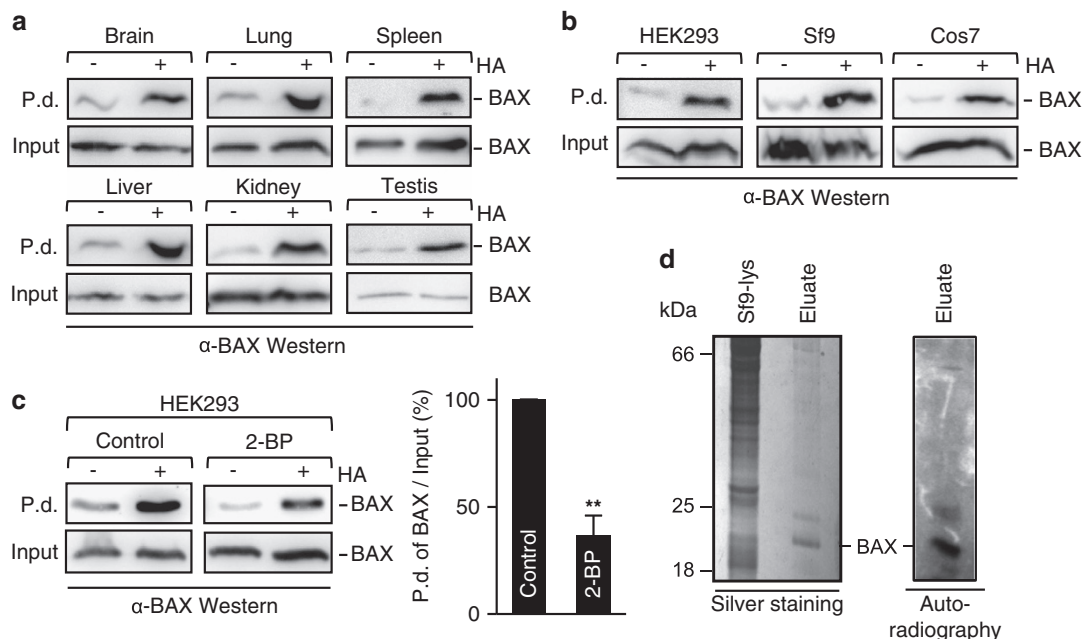 a
Brain Lung Spleen
- + - + - + HA
P.d. – BAX
Input – BAX
Liver Kidney Testis
- + - + - + HA
P.d. – BAX
Input BAX
α-BAX Western
b
HEK293 Sf9 Cos7
- + - + - + HA
P.d. – BAX
Input – BAX
α-BAX Western
c
HEK293
Control 2-BP
- + - + HA
P.d. –BAX
Input –BAX
α-BAX Western
P.d. of BAX / Input (%)
100
50
0
**
Control
2-BP
d
kDa
Sf9-lys
Eluate
Eluate
66
25
18
– BAX –
Silver staining
Auto-
radiography